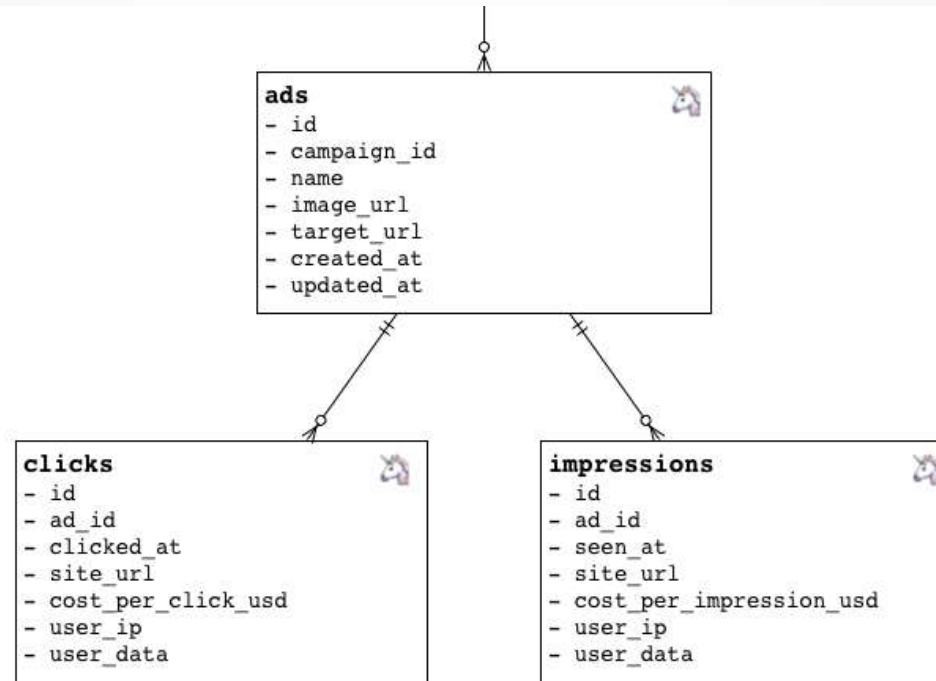 ads
- id
- campaign_id
- name
- image_url
- target_url
- created_at
- updated_at
clicks
- id
- ad_id
- clicked_at
- site_url
- cost_per_click_usd
- user_ip
- user_data
impressions
- id
- ad_id
- seen_at
- site_url
- cost_per_impression_usd
- user_ip
- user_data